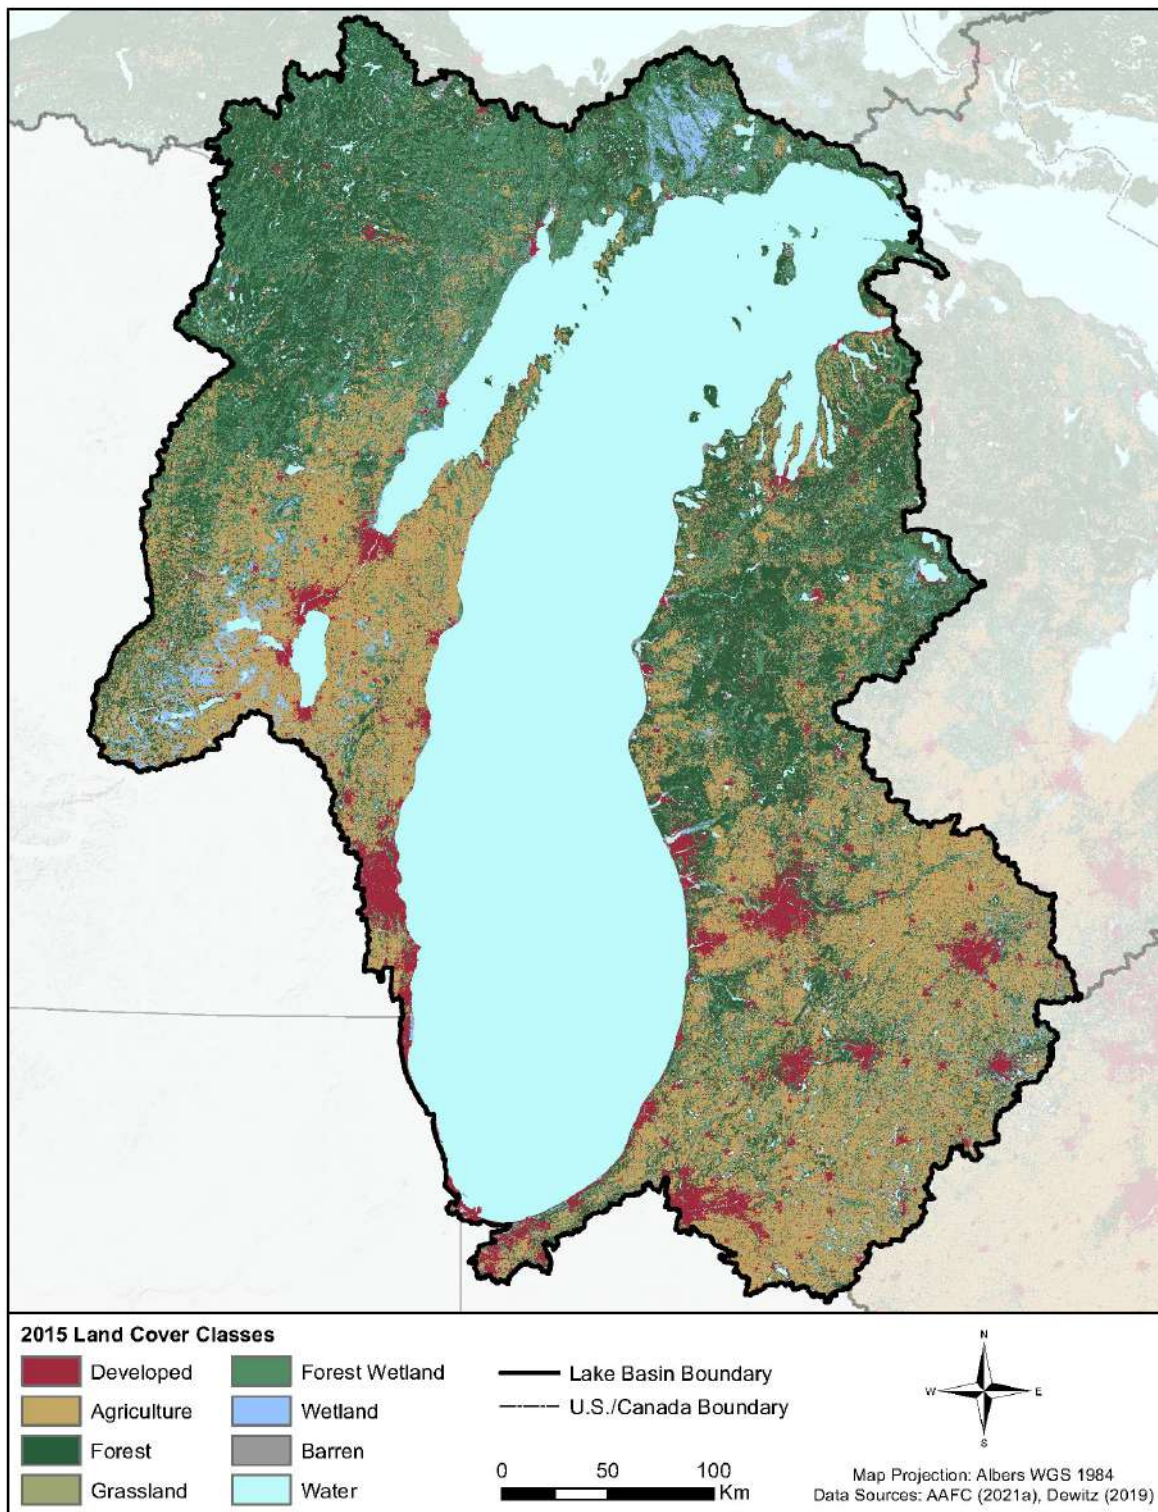 2015 Land Cover Classes
Developed
Agriculture
Forest
Grassland
Forest Wetland
Wetland
Barren
Water
Lake Basin Boundary
U.S./Canada Boundary
0 50 100
Km
N
W E
S
Map Projection: Albers WGS 1984
Data Sources: AAFC (2021a), Dewitz (2019)